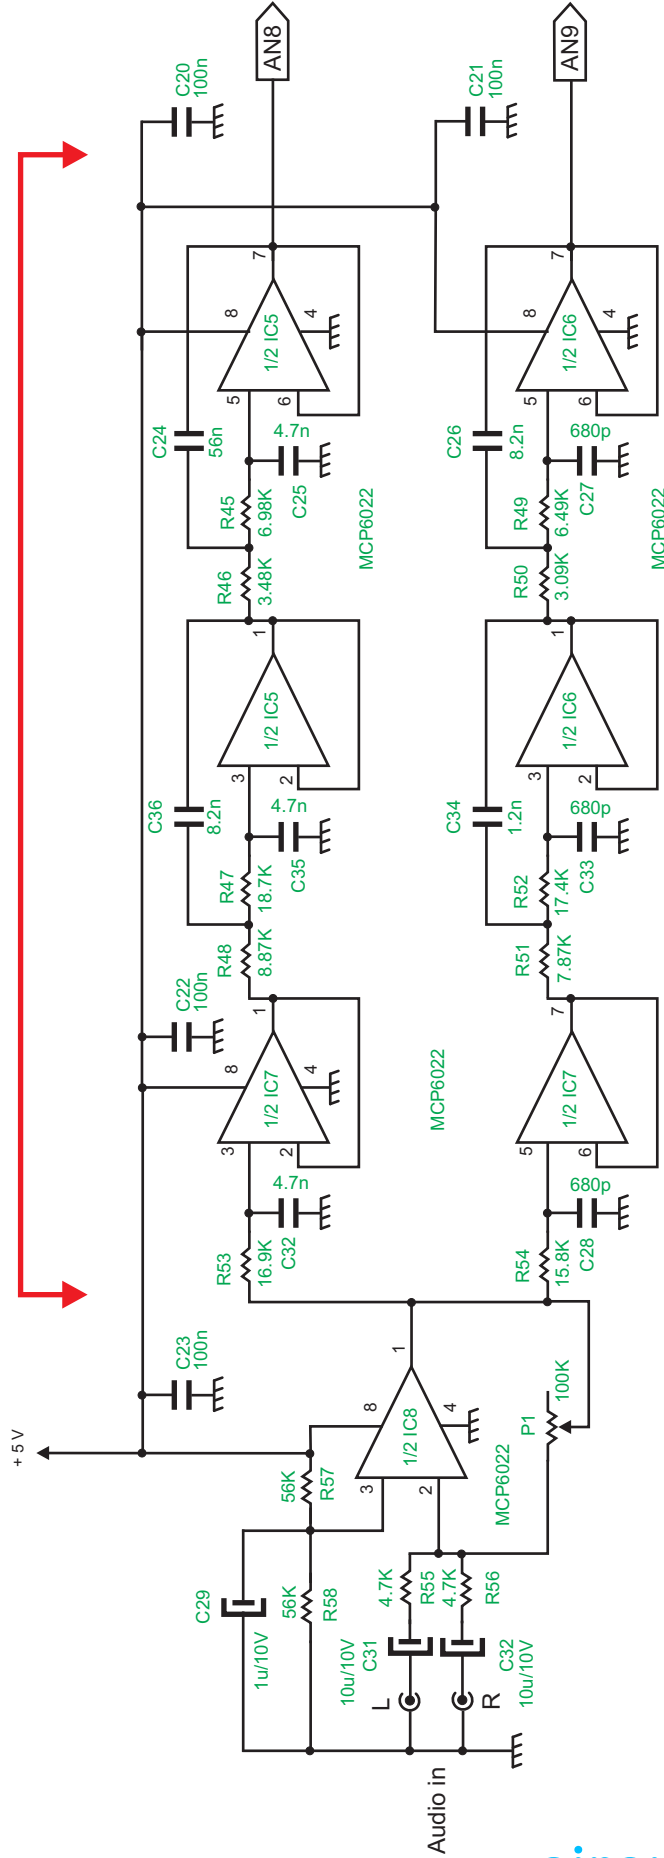 + 5 V
C23
100n
C29
1u/10V
56K
R57
56K
R58
Audio in
L
R
10u/10V
C31
C32
10u/10V
4.7K
R55
4.7K
R56
3
2
8
4
1
1/2 IC8
MCP6022
P1
100K
R53
16.9K
C32
4.7n
3
2
8
4
1
1/2 IC7
C22
100n
MCP6022
R48
8.87K
R47
18.7K
C36
8.2n
C35
4.7n
3
2
1
1/2 IC5
R46
3.48K
R45
6.98K
C24
56n
C25
4.7n
MCP6022
5
6
8
4
7
1/2 IC5
C20
100n
AN8
R54
15.8K
C28
680p
5
6
7
1/2 IC7
R51
7.87K
R52
17.4K
C34
1.2n
C33
680p
3
2
1
1/2 IC6
R50
3.09K
R49
6.49K
C26
8.2n
C27
680p
MCP6022
5
6
8
4
7
1/2 IC6
C21
100n
AN9